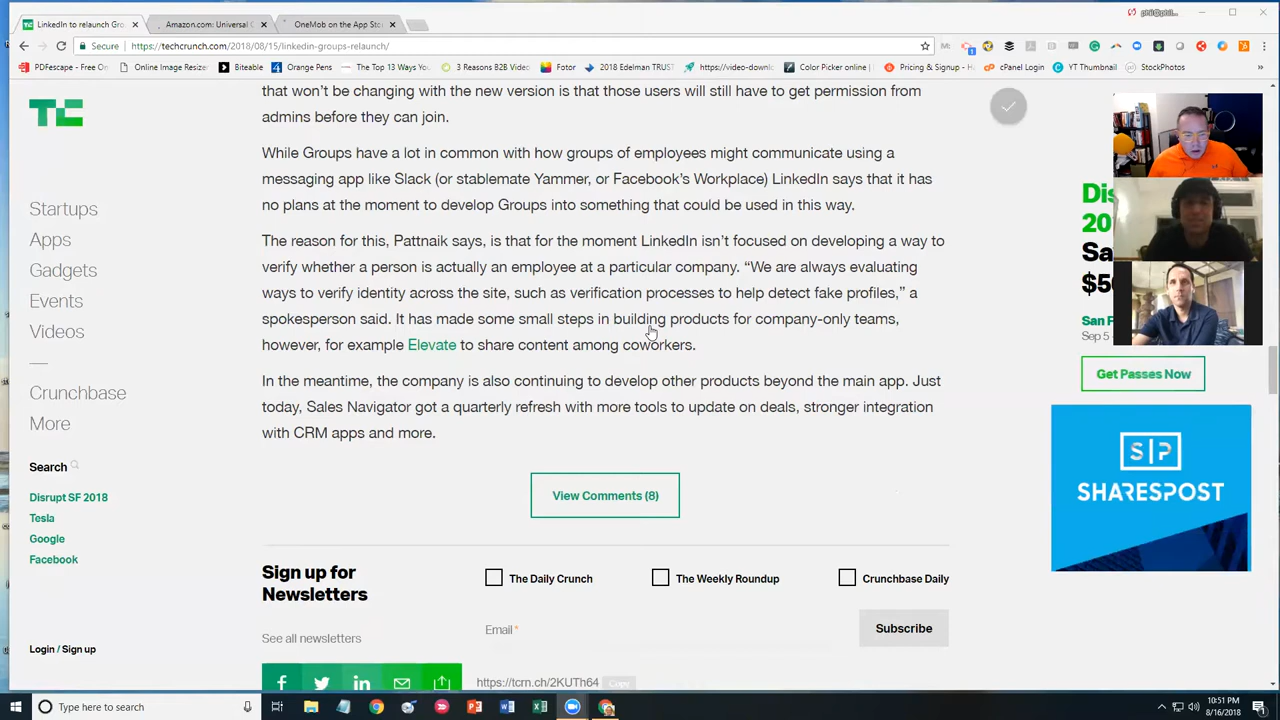 LinkedIn to relaunch Gro
Amazon.com: Universal
OneMob on the App Sto
Secure
https://techcrunch.com/2018/08/15/linkedin-groups-relaunch/
PDFescape - Free On
Online Image Resizer
Biteable
Orange Pens
The Top 13 Ways You
3 Reasons B2B Video
Fotor
2018 Edelman TRUST
https://video-downlo
Color Picker online |
Pricing & Signup - H
cPanel Login
YT Thumbnail
StockPhotos
TC
Startups
Apps
Gadgets
Events
Videos
Crunchbase
More
Search
Disrupt SF 2018
Tesla
Google
Facebook
Login / Sign up
that won’t be changing with the new version is that those users will still have to get permission from
admins before they can join.
While Groups have a lot in common with how groups of employees might communicate using a
messaging app like Slack (or stablemate Yammer, or Facebook’s Workplace) LinkedIn says that it has
no plans at the moment to develop Groups into something that could be used in this way.
The reason for this, Pattnaik says, is that for the moment LinkedIn isn’t focused on developing a way to
verify whether a person is actually an employee at a particular company. “We are always evaluating
ways to verify identity across the site, such as verification processes to help detect fake profiles,” a
spokesperson said. It has made some small steps in building products for company-only teams,
however, for example Elevate to share content among coworkers.
In the meantime, the company is also continuing to develop other products beyond the main app. Just
today, Sales Navigator got a quarterly refresh with more tools to update on deals, stronger integration
with CRM apps and more.
View Comments (8)
Sign up for
Newsletters
See all newsletters
The Daily Crunch
The Weekly Roundup
Crunchbase Daily
Email *
Subscribe
https://tcrn.ch/2KUTh64
Copy
Dis
20
Sa
$50
San F
Sep 5
Get Passes Now
S|P
SHARESPOST
Type here to search
10:51 PM
8/16/2018